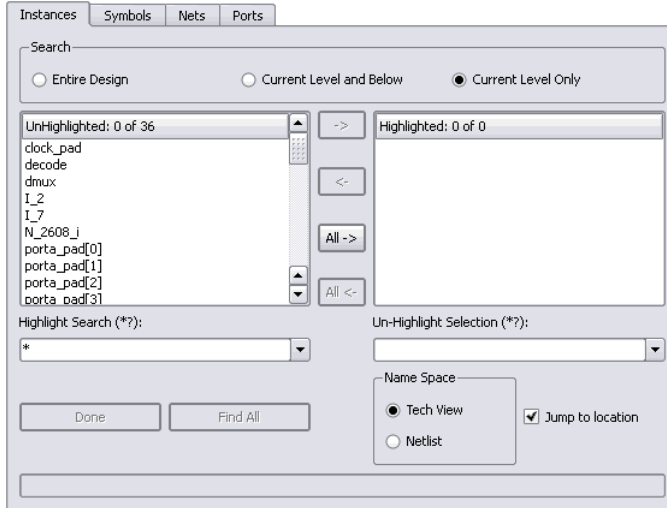 Instances Symbols Nets Ports
Search
Entire Design Current Level and Below Current Level Only
UnHighlighted: 0 of 36 -> Highlighted: 0 of 0
clock_pad
decode
dmux
<-
I_2
I_7
N_2608_i
All ->
porta_pad[0]
porta_pad[1]
porta_pad[2]
All <-
porta_pad[3]
Highlight Search (*?): Un-Highlight Selection (*?):
*
Name Space
Done Find All Tech View Jump to location
Netlist